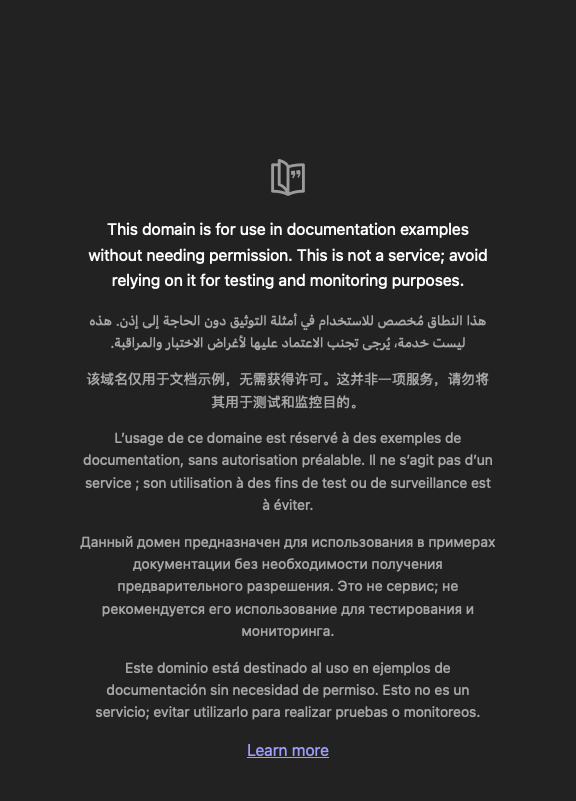 This domain is for use in documentation examples
without needing permission. This is not a service; avoid
relying on it for testing and monitoring purposes.
هذا النطاق مُخصص للاستخدام في أمثلة التوثيق دون الحاجة إلى إذن. هذه
ليست خدمة، يُرجى تجنب الاعتماد عليها لأغراض الاختبار والمراقبة.
该域名仅用于文档示例，无需获得许可。这并非一项服务，请勿将
其用于测试和监控目的。
L’usage de ce domaine est réservé à des exemples de
documentation, sans autorisation préalable. Il ne s’agit pas d’un
service ; son utilisation à des fins de test ou de surveillance est
à éviter.
Данный домен предназначен для использования в примерах
документации без необходимости получения
предварительного разрешения. Это не сервис; не
рекомендуется его использование для тестирования и
мониторинга.
Este dominio está destinado al uso en ejemplos de
documentación sin necesidad de permiso. Esto no es un
servicio; evitar utilizarlo para realizar pruebas o monitoreos.
Learn more